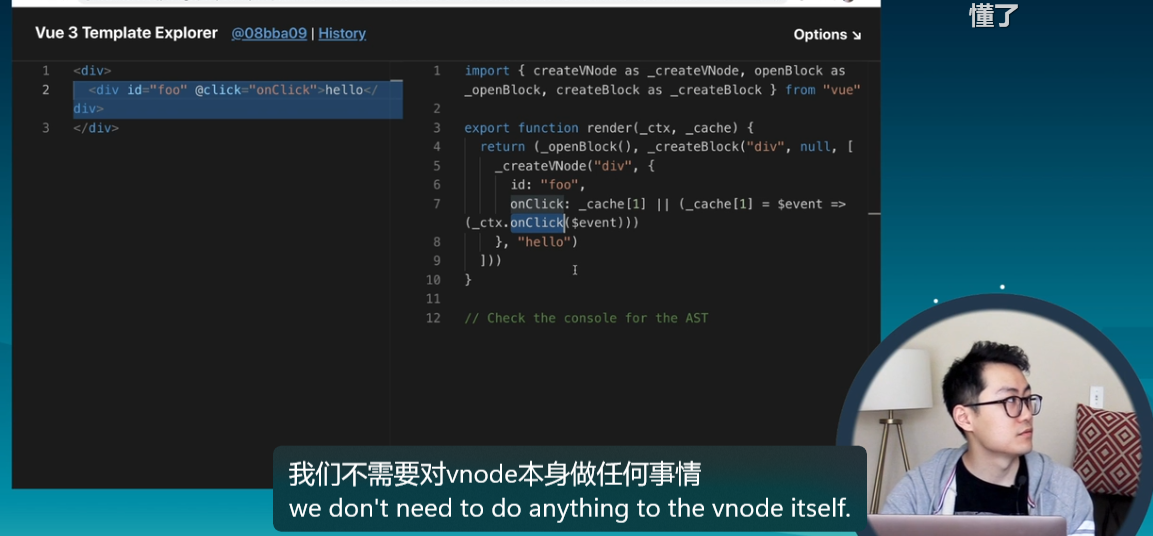 懂了
Vue 3 Template Explorer @08bba09 | History
Options ↘
1 <div>
2 <div id="foo" @click="onClick">hello</
div>
3 </div>
1 import { createVNode as _createVNode, openBlock as
_openBlock, createBlock as _createBlock } from "vue"
2
3 export function render(_ctx, _cache) {
4 return (_openBlock(), _createBlock("div", null, [
5 _createVNode("div", {
6 id: "foo",
7 onClick: _cache[1] || (_cache[1] = $event =>
(_ctx.onClick($event)))
8 }, "hello")
9 ]))
10 }
11
12 // Check the console for the AST
我们不需要对vnode本身做任何事情
we don't need to do anything to the vnode itself.